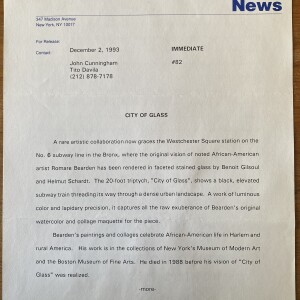 News
347 Madison Avenue
New York, NY 10017
For Release:
Contact:
December 2, 1993
IMMEDIATE
John Cunningham
#82
Tito Davila
(212) 878-7178
CITY OF GLASS
A rare artistic collaboration now graces the Westchester Square station on the
No. 6 subway line in the Bronx, where the original vision of noted African-American
artist Romare Bearden has been rendered in faceted stained glass by Benoit Gilsoul
and Helmut Schardt. The 20-foot triptych, "City of Glass", shows a black, elevated
subway train threading its way through a dense urban landscape. A work of luminous
color and lapidary precision, it captures all the raw exuberance of Bearden's original
watercolor and collage maquette for the piece.
Bearden's paintings and collages celebrate African-American life in Harlem and
rural America. His work is in the collections of New York's Museum of Modern Art
and the Boston Museum of Fine Arts. He died in 1988 before his vision of "City
of Glass" was realized.
-more-